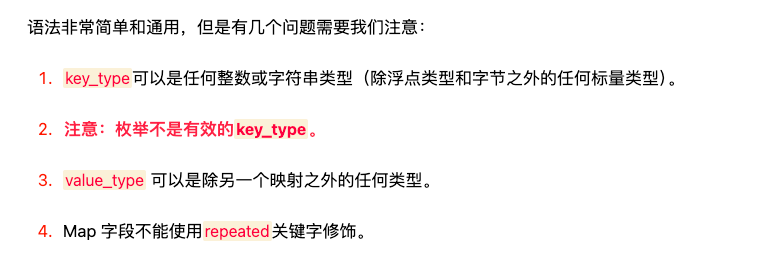 语法非常简单和通用，但是有几个问题需要我们注意：
1. key_type可以是任何整数或字符串类型（除浮点类型和字节之外的任何标量类型）。
2. 注意：枚举不是有效的key_type。
3. value_type 可以是除另一个映射之外的任何类型。
4. Map 字段不能使用repeated关键字修饰。